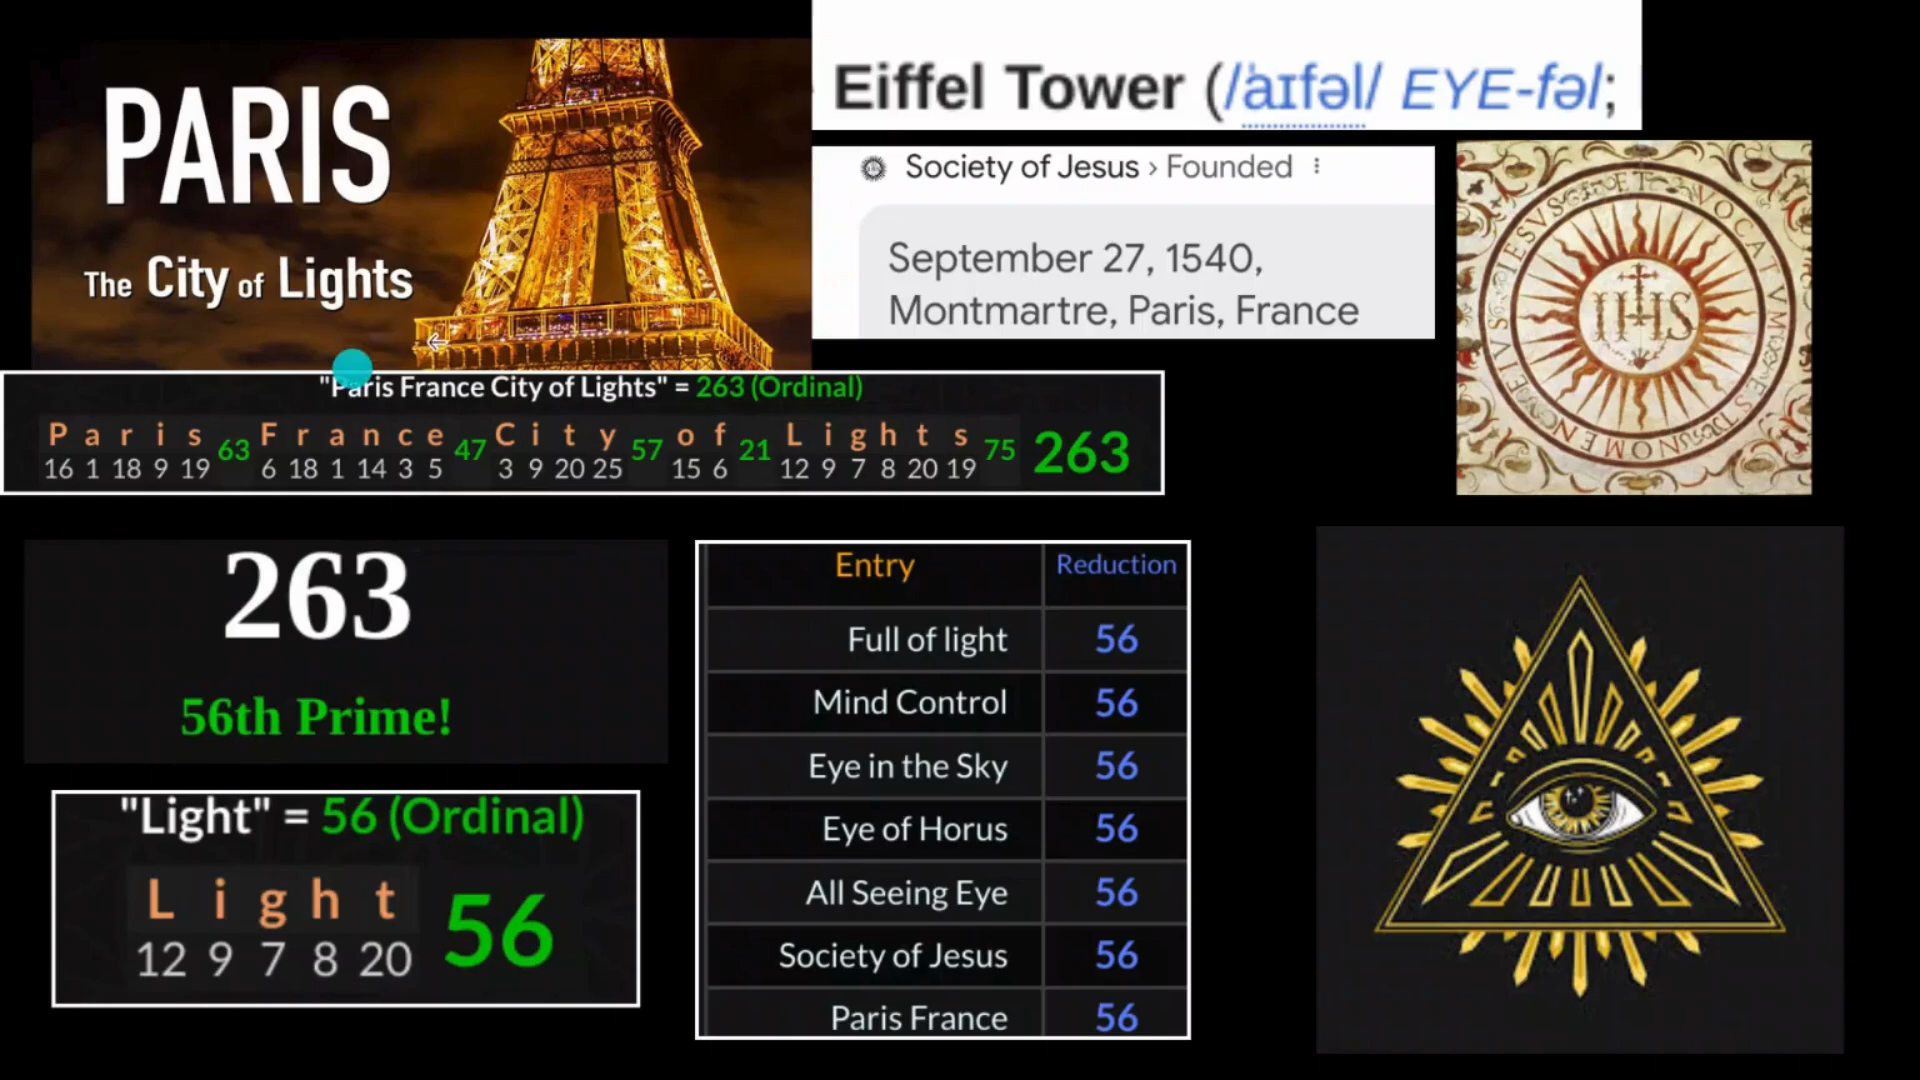 PARIS
The City of Lights
Eiffel Tower (/ˈaɪfəl/ EYE-fəl;
Society of Jesus › Founded
September 27, 1540,
Montmartre, Paris, France
IHS
"Paris France City of Lights" = 263 (Ordinal)
P a r i s 63 F r a n c e 47 C i t y 57 o f 21 L i g h t s 75 263
16 1 18 9 19 6 18 1 14 3 5 3 9 20 25 15 6 12 9 7 8 20 19
263
56th Prime!
"Light" = 56 (Ordinal)
L i g h t 56
12 9 7 8 20
Entry Reduction
Full of light 56
Mind Control 56
Eye in the Sky 56
Eye of Horus 56
All Seeing Eye 56
Society of Jesus 56
Paris France 56